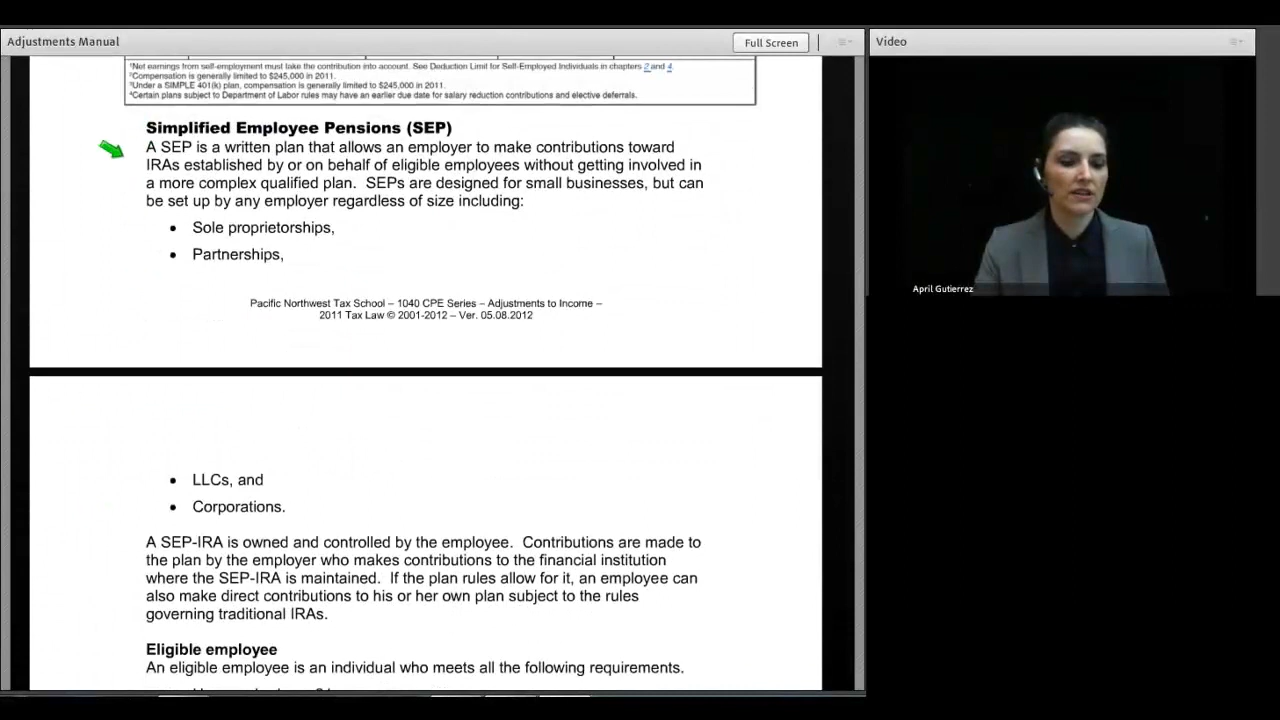 Adjustments Manual
Full Screen
Video
¹Net earnings from self-employment must take the contribution into account. See Deduction Limit for Self-Employed Individuals in chapters 2 and 4.
²Compensation is generally limited to $245,000 in 2011.
³Under a SIMPLE 401(k) plan, compensation is generally limited to $245,000 in 2011.
⁴Certain plans subject to Department of Labor rules may have an earlier due date for salary reduction contributions and elective deferrals.
Simplified Employee Pensions (SEP)
A SEP is a written plan that allows an employer to make contributions toward
IRAs established by or on behalf of eligible employees without getting involved in
a more complex qualified plan. SEPs are designed for small businesses, but can
be set up by any employer regardless of size including:
• Sole proprietorships,
• Partnerships,
Pacific Northwest Tax School – 1040 CPE Series – Adjustments to Income –
2011 Tax Law © 2001-2012 – Ver. 05.08.2012
• LLCs, and
• Corporations.
A SEP-IRA is owned and controlled by the employee. Contributions are made to
the plan by the employer who makes contributions to the financial institution
where the SEP-IRA is maintained. If the plan rules allow for it, an employee can
also make direct contributions to his or her own plan subject to the rules
governing traditional IRAs.
Eligible employee
An eligible employee is an individual who meets all the following requirements.
April Gutierrez